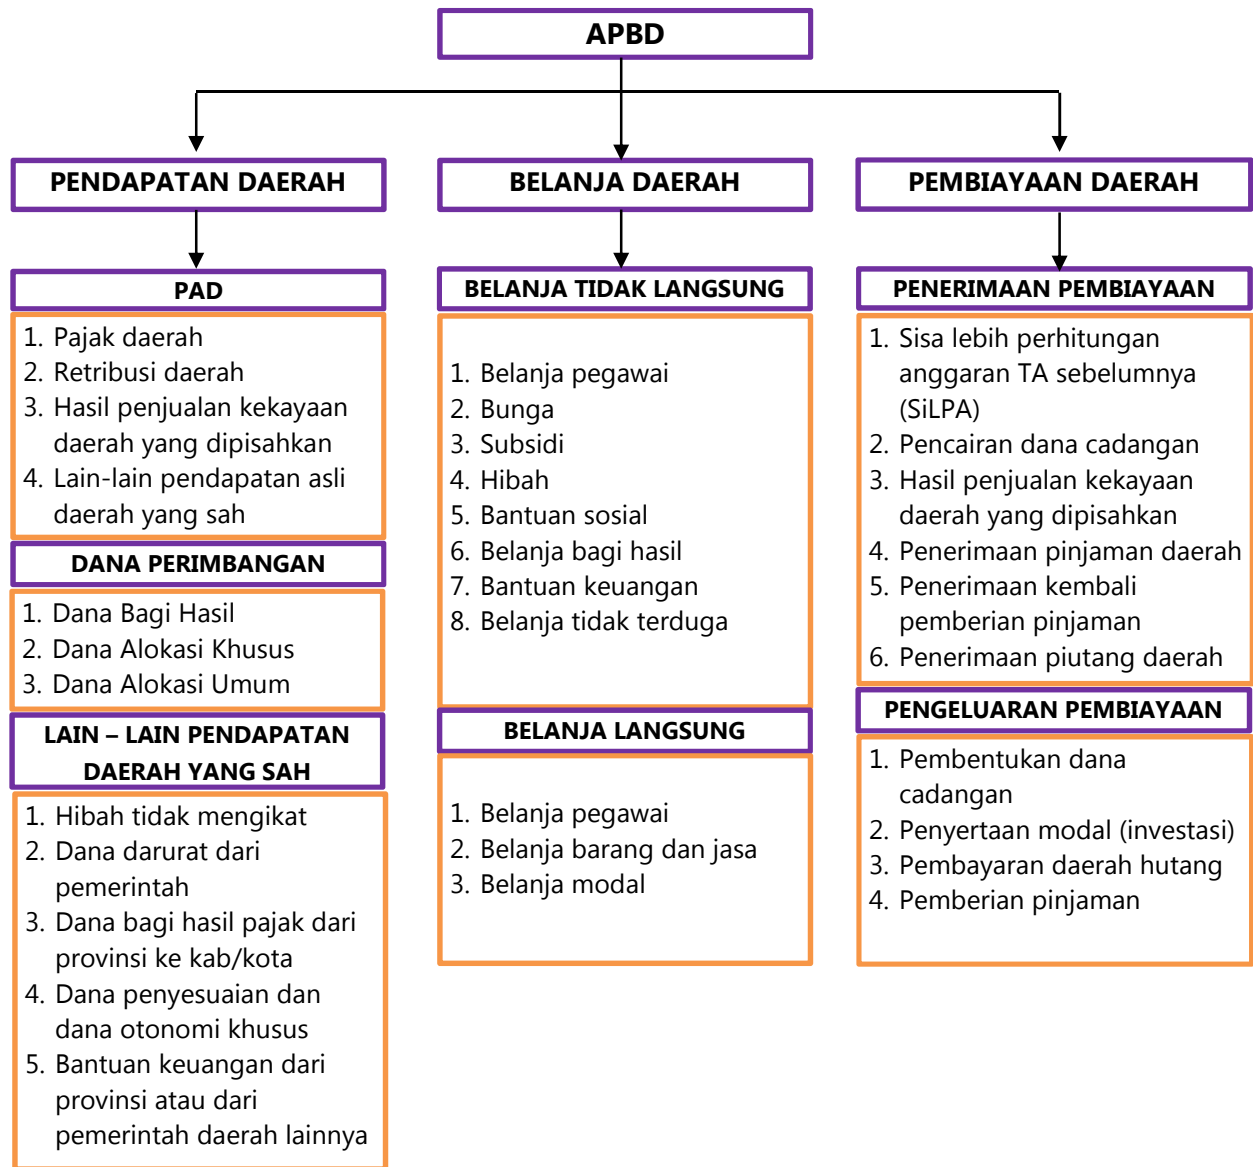 APBD
PENDAPATAN DAERAH
PAD
1. Pajak daerah
2. Retribusi daerah
3. Hasil penjualan kekayaan
daerah yang dipisahkan
4. Lain-lain pendapatan asli
daerah yang sah
DANA PERIMBANGAN
1. Dana Bagi Hasil
2. Dana Alokasi Khusus
3. Dana Alokasi Umum
LAIN – LAIN PENDAPATAN
DAERAH YANG SAH
1. Hibah tidak mengikat
2. Dana darurat dari
pemerintah
3. Dana bagi hasil pajak dari
provinsi ke kab/kota
4. Dana penyesuaian dan
dana otonomi khusus
5. Bantuan keuangan dari
provinsi atau dari
pemerintah daerah lainnya
BELANJA DAERAH
BELANJA TIDAK LANGSUNG
1. Belanja pegawai
2. Bunga
3. Subsidi
4. Hibah
5. Bantuan sosial
6. Belanja bagi hasil
7. Bantuan keuangan
8. Belanja tidak terduga
BELANJA LANGSUNG
1. Belanja pegawai
2. Belanja barang dan jasa
3. Belanja modal
PEMBIAYAAN DAERAH
PENERIMAAN PEMBIAYAAN
1. Sisa lebih perhitungan
anggaran TA sebelumnya
(SiLPA)
2. Pencairan dana cadangan
3. Hasil penjualan kekayaan
daerah yang dipisahkan
4. Penerimaan pinjaman daerah
5. Penerimaan kembali
pemberian pinjaman
6. Penerimaan piutang daerah
PENGELUARAN PEMBIAYAAN
1. Pembentukan dana
cadangan
2. Penyertaan modal (investasi)
3. Pembayaran daerah hutang
4. Pemberian pinjaman